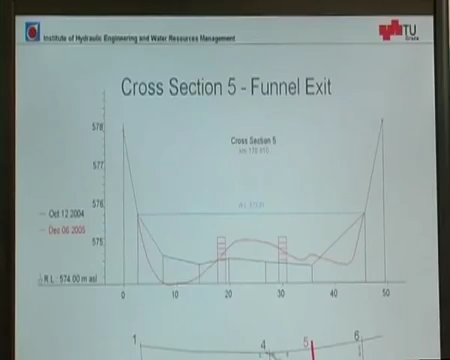 Institute of Hydraulic Engineering and Water Resources Management
TU
Graz
Cross Section 5 - Funnel Exit
578
Cross Section 5
577
576
Oct 12 2004
Dec 06 2005
575
R.L.: 574.00 m asl
0 10 20 30 40 50
1 4 5 6